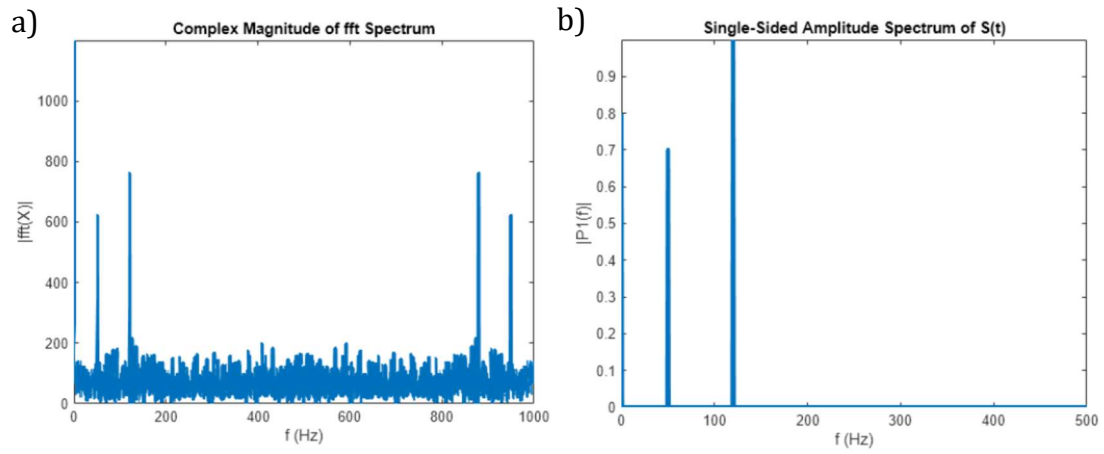 a)
Complex Magnitude of fft Spectrum
|fft(X)|
1000
800
600
400
200
0
0 200 400 600 800 1000
f (Hz)
b)
Single-Sided Amplitude Spectrum of S(t)
|P1(f)|
0.9
0.8
0.7
0.6
0.5
0.4
0.3
0.2
0.1
0
0 100 200 300 400 500
f (Hz)